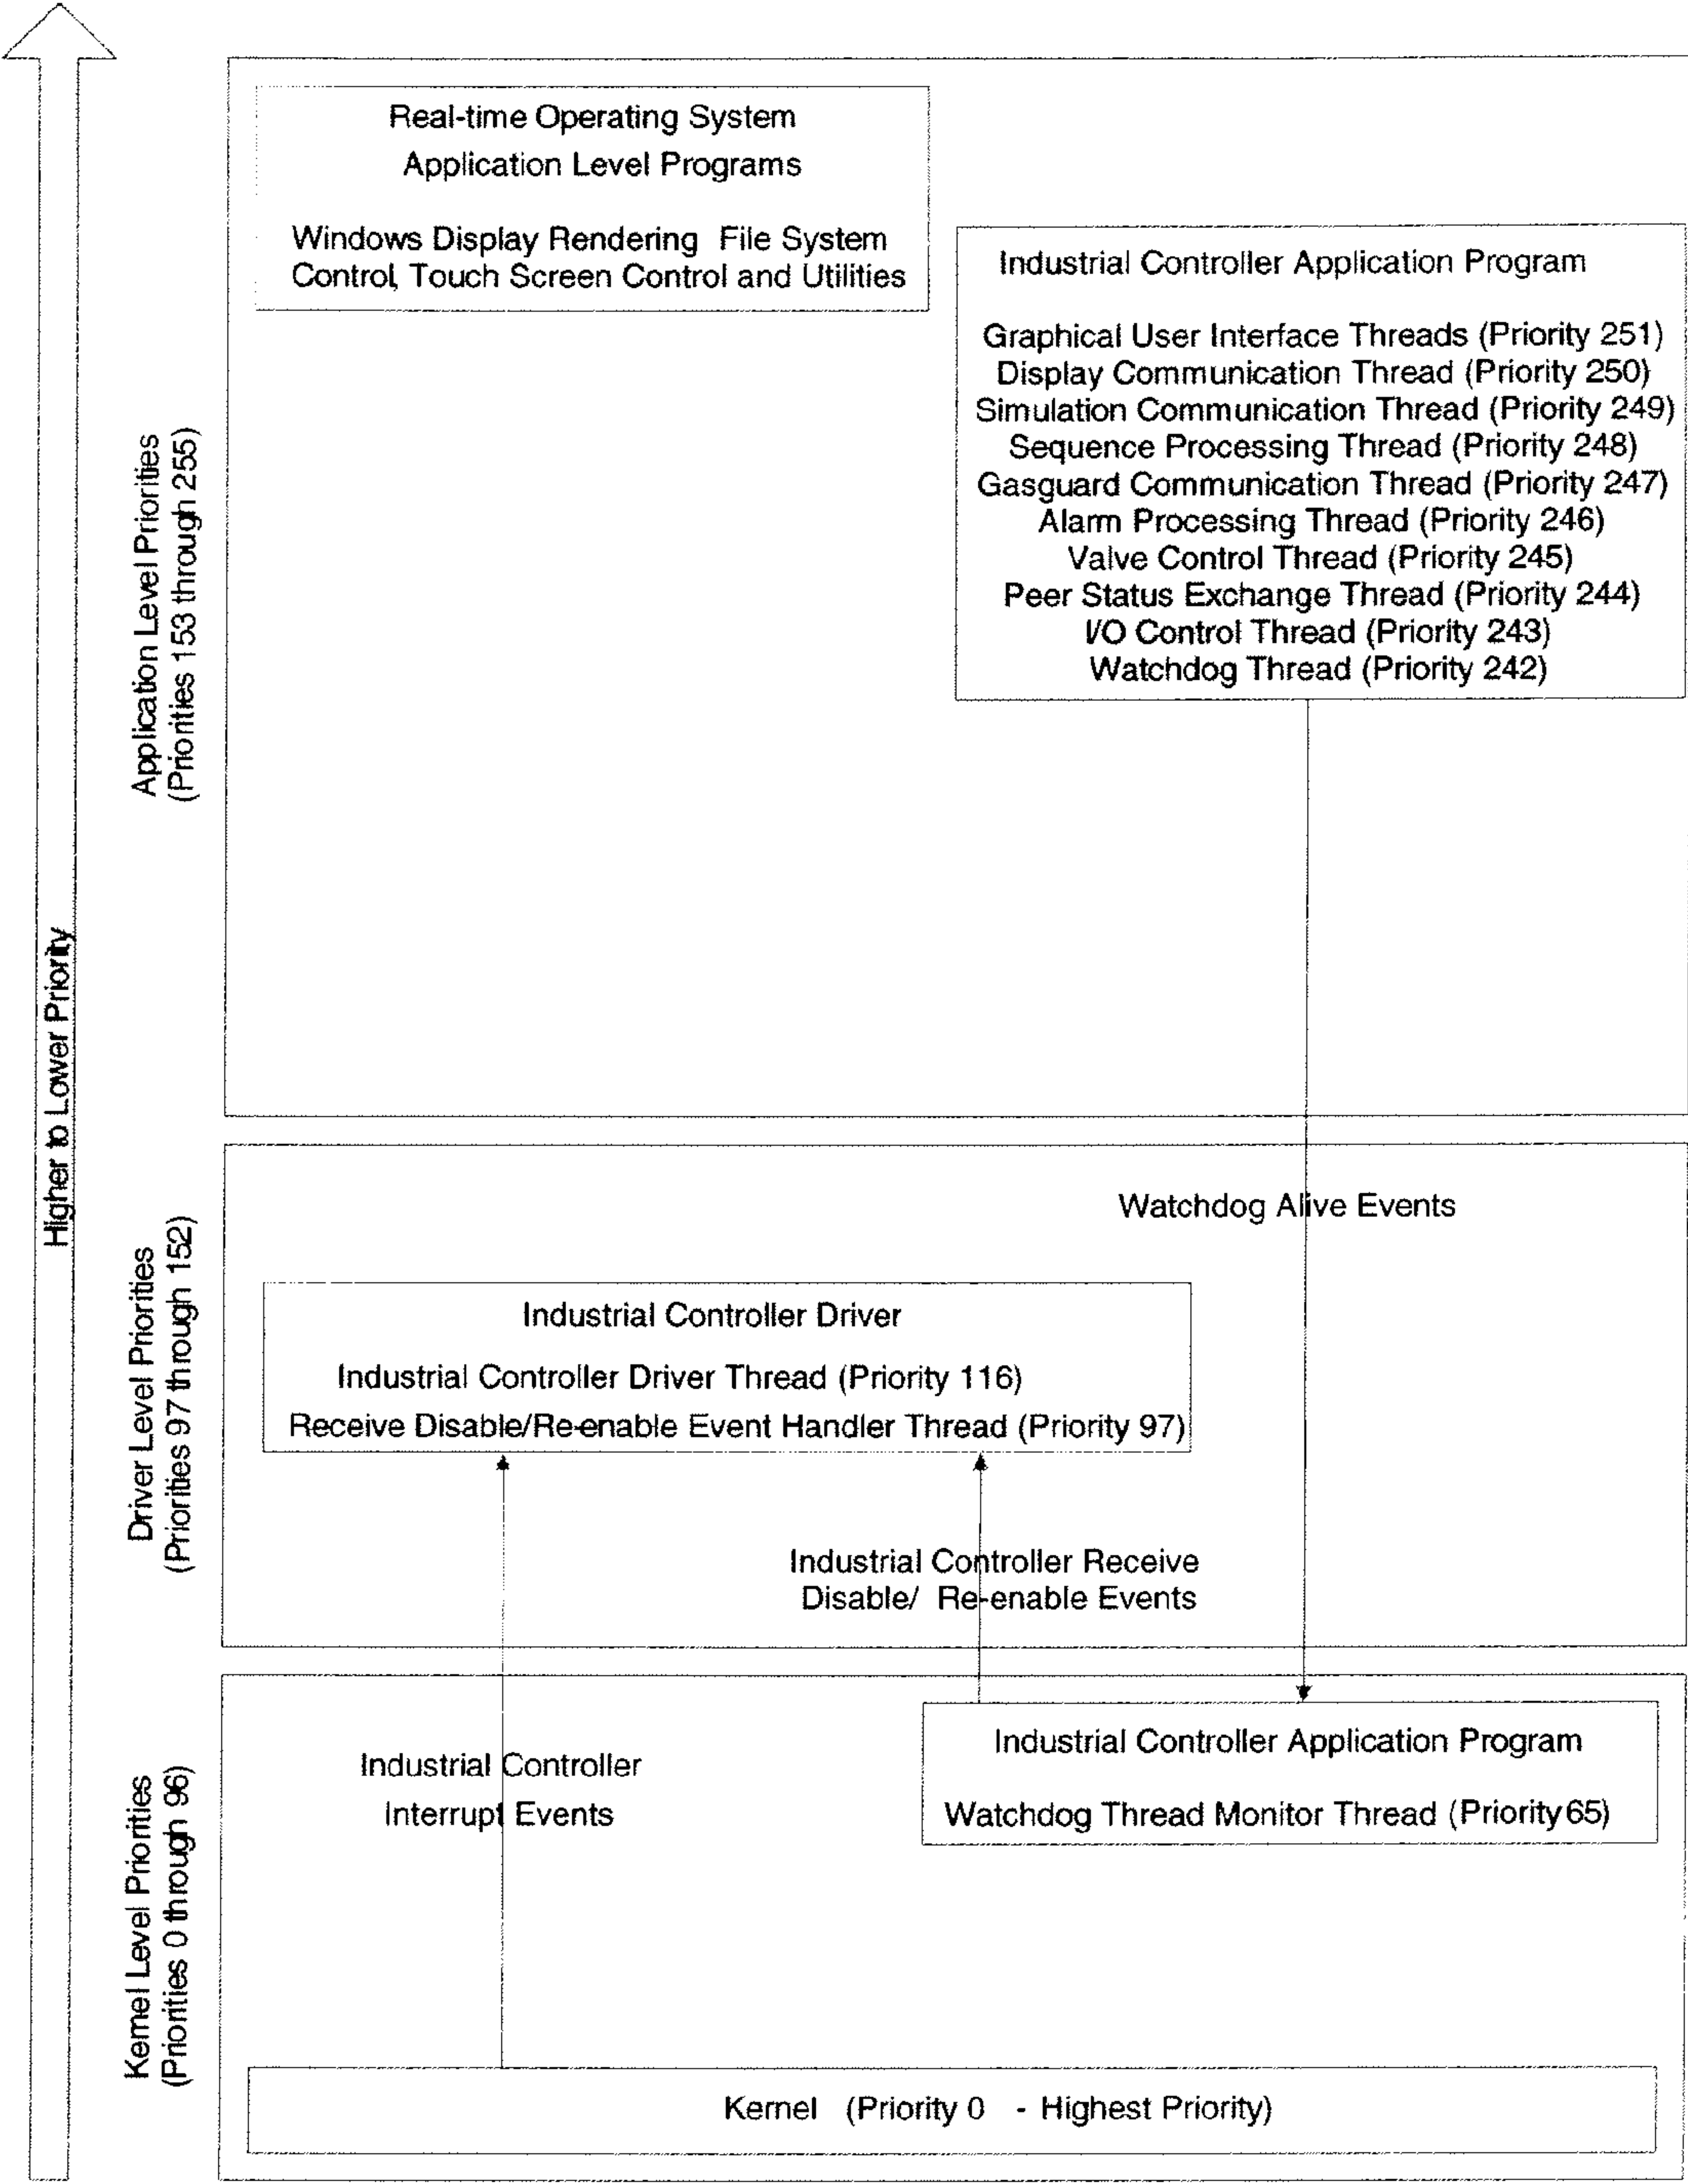 Real-time Operating System
Application Level Programs
Windows Display Rendering File System
Control, Touch Screen Control and Utilities
Industrial Controller Application Program
Graphical User Interface Threads (Priority 251)
Display Communication Thread (Priority 250)
Simulation Communication Thread (Priority 249)
Sequence Processing Thread (Priority 248)
Gasguard Communication Thread (Priority 247)
Alarm Processing Thread (Priority 246)
Valve Control Thread (Priority 245)
Peer Status Exchange Thread (Priority 244)
I/O Control Thread (Priority 243)
Watchdog Thread (Priority 242)
Application Level Priorities
(Priorities 153 through 255)
Higher to Lower Priority
Watchdog Alive Events
Driver Level Priorities
(Priorities 97 through 152)
Industrial Controller Driver
Industrial Controller Driver Thread (Priority 116)
Receive Disable/Re-enable Event Handler Thread (Priority 97)
Industrial Controller Receive
Disable/ Re-enable Events
Kernel Level Priorities
(Priorities 0 through 96)
Industrial Controller
Interrupt Events
Industrial Controller Application Program
Watchdog Thread Monitor Thread (Priority 65)
Kernel (Priority 0 - Highest Priority)